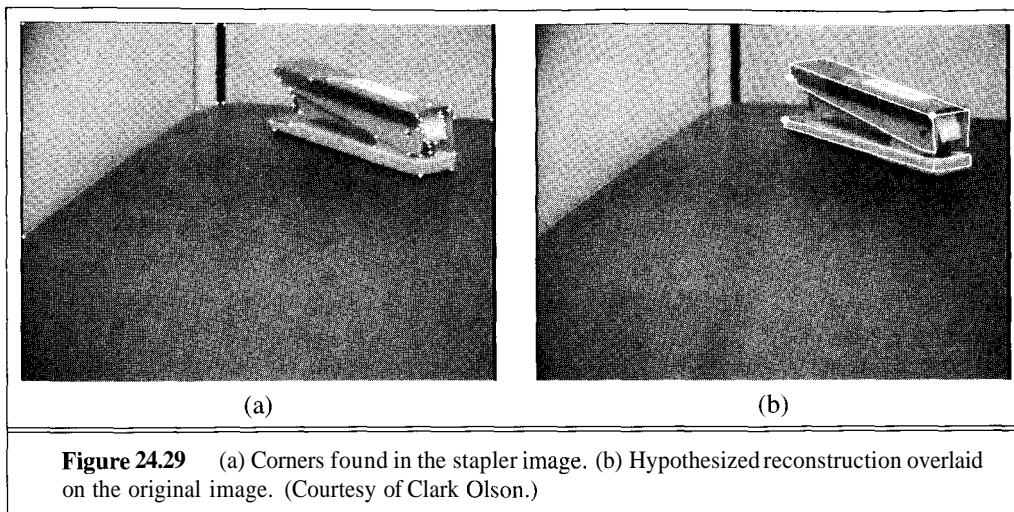 (a)
(b)
Figure 24.29 (a) Corners found in the stapler image. (b) Hypothesized reconstruction overlaid
on the original image. (Courtesy of Clark Olson.)